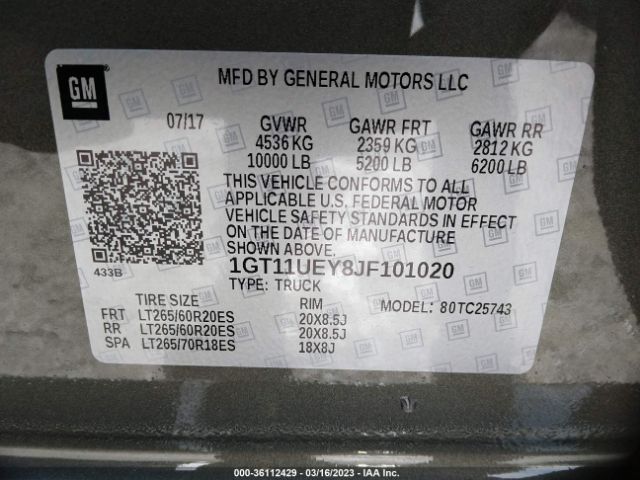 GM
MFD BY GENERAL MOTORS LLC
07/17 GVWR GAWR FRT GAWR RR
4536 KG 2359 KG 2812 KG
10000 LB 5200 LB 6200 LB
THIS VEHICLE CONFORMS TO ALL
APPLICABLE U.S. FEDERAL MOTOR
VEHICLE SAFETY STANDARDS IN EFFECT
ON THE DATE OF MANUFACTURE
SHOWN ABOVE.
433B 1GT11UEY8JF101020
TYPE: TRUCK
TIRE SIZE RIM MODEL: 80TC25743
FRT LT265/60R20ES 20X8.5J
RR LT265/60R20ES 20X8.5J
SPA LT265/70R18ES 18X8J
000-36112429 - 03/16/2023 - IAAI.COM